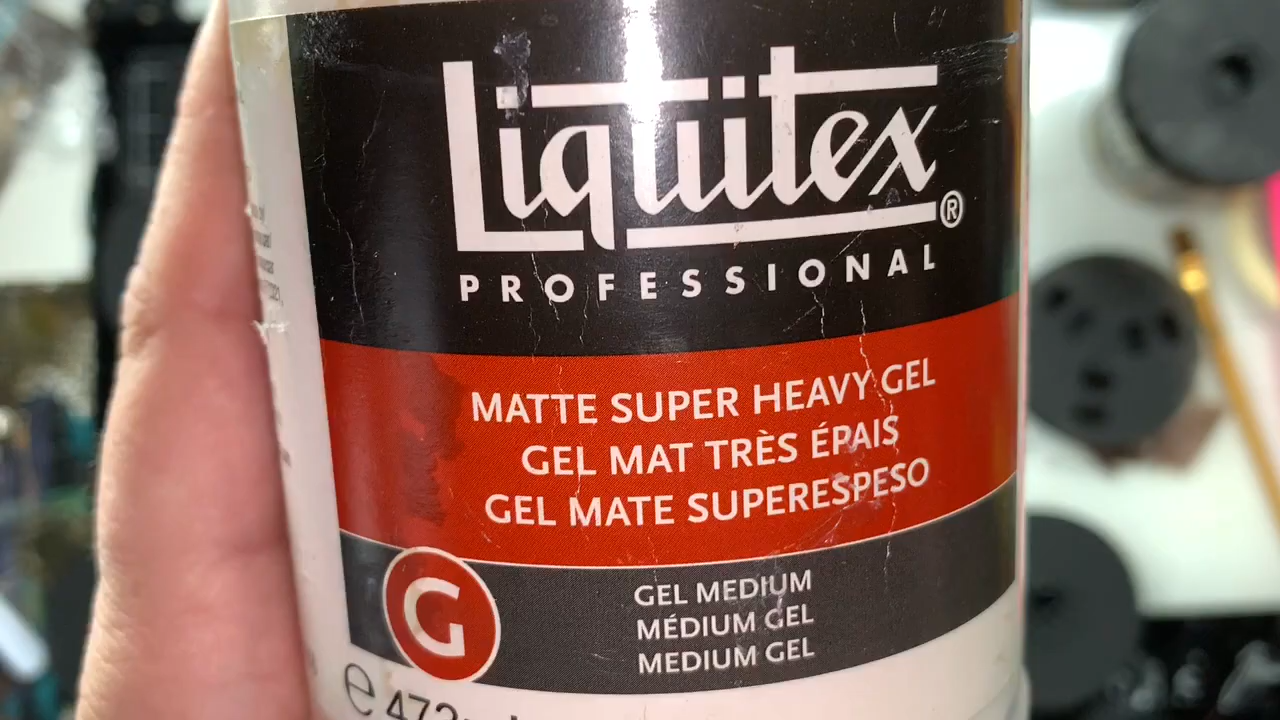 Liquitex®
PROFESSIONAL
MATTE SUPER HEAVY GEL
GEL MAT TRÈS ÉPAIS
GEL MATE SUPERESPESO
G
GEL MEDIUM
MÉDIUM GEL
MEDIUM GEL
e 472